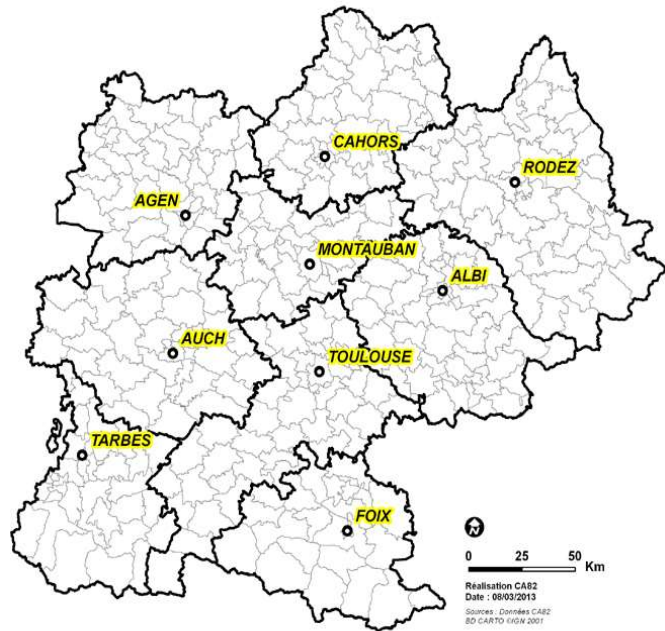 CAHORS
RODEZ
AGEN
MONTAUBAN
ALBI
AUCH
TOULOUSE
TARBES
FOIX
N
0 25 50 Km
Réalisation CA82
Date : 08/03/2013
Sources : Données CA82
BD CARTO ©IGN 2001